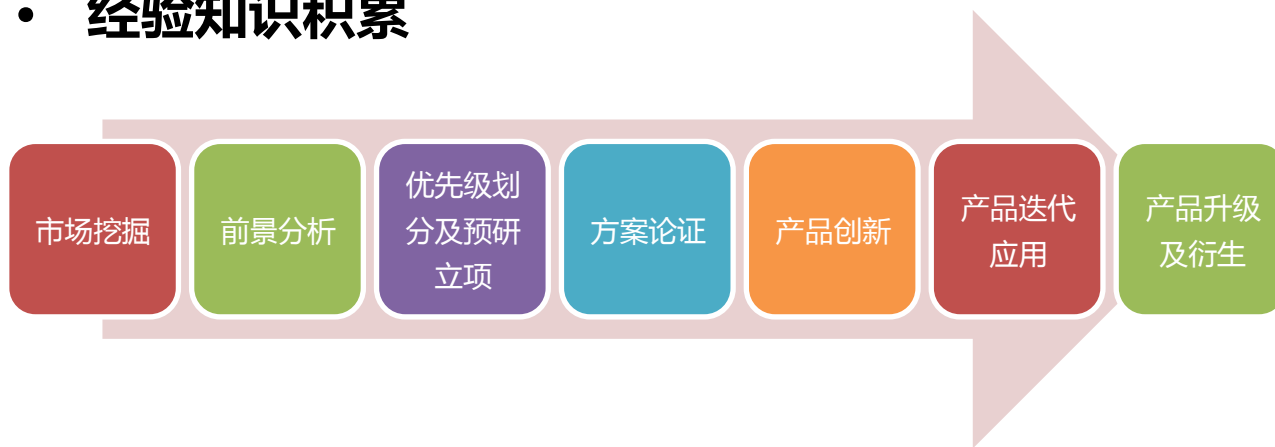 • 经验知识积累
市场挖掘
前景分析
优先级划
分及预研
立项
方案论证
产品创新
产品迭代
应用
产品升级
及衍生